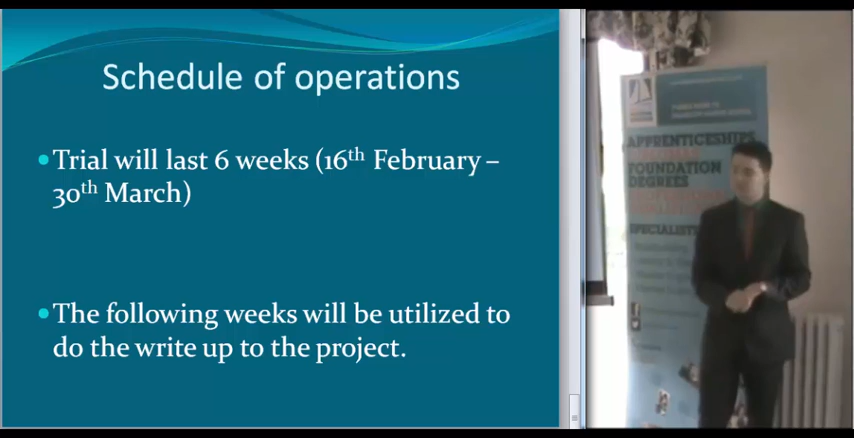 Schedule of operations
Trial will last 6 weeks (16th February –
30th March)
The following weeks will be utilized to
do the write up to the project.
APPRENTICESHIPS
FOUNDATION
DEGREES
SPECIALIST